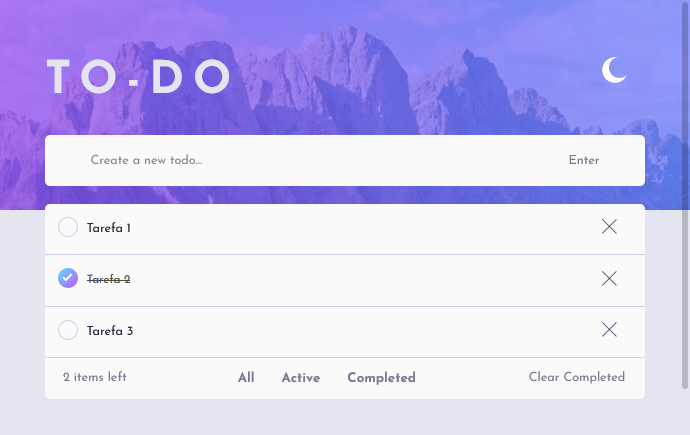 TO-DO
Create a new todo... Enter
Tarefa 1
Tarefa 2
Tarefa 3
2 items left All Active Completed Clear Completed